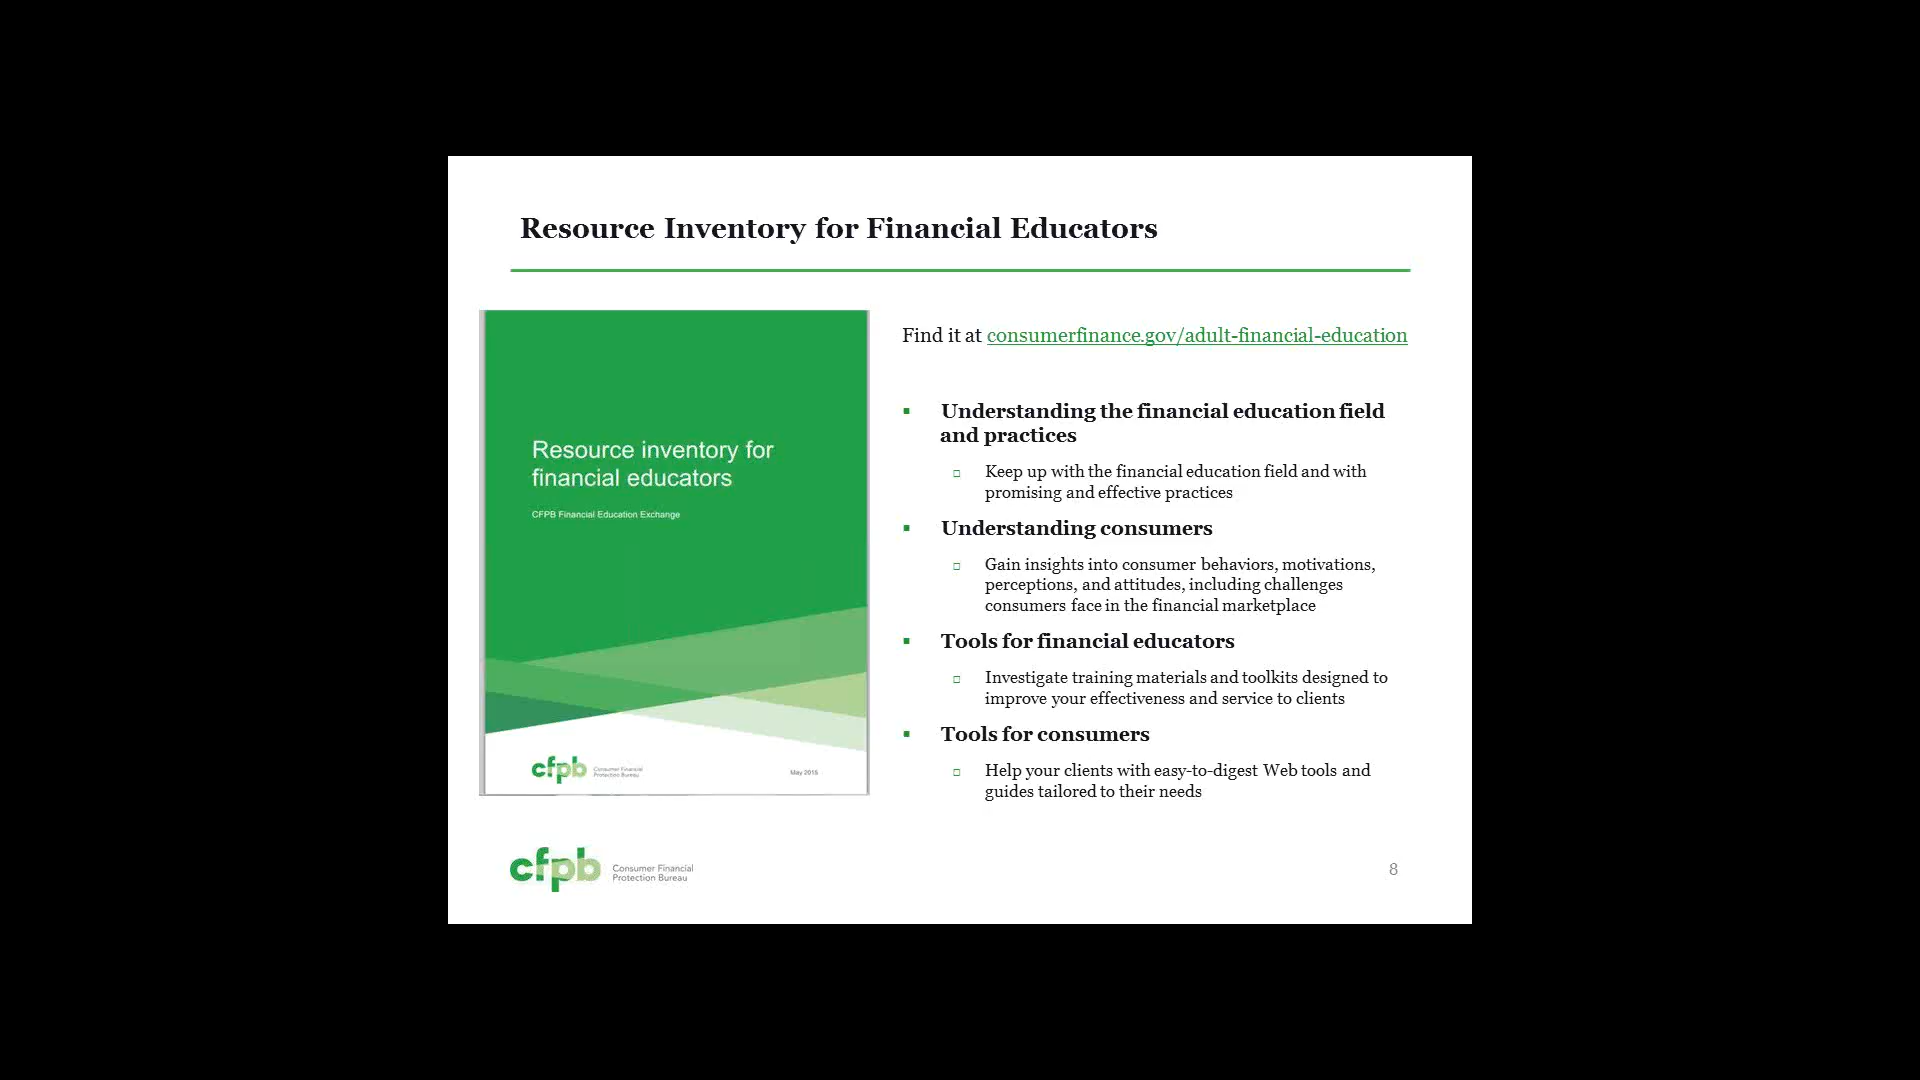 Resource Inventory for Financial Educators
Resource inventory for
financial educators
CFPB Financial Education Exchange
cfpb Consumer Financial
Protection Bureau
May 2015
Find it at consumerfinance.gov/adult-financial-education
▪ Understanding the financial education field
and practices
▫ Keep up with the financial education field and with
promising and effective practices
▪ Understanding consumers
▫ Gain insights into consumer behaviors, motivations,
perceptions, and attitudes, including challenges
consumers face in the financial marketplace
▪ Tools for financial educators
▫ Investigate training materials and toolkits designed to
improve your effectiveness and service to clients
▪ Tools for consumers
▫ Help your clients with easy-to-digest Web tools and
guides tailored to their needs
cfpb Consumer Financial
Protection Bureau
8